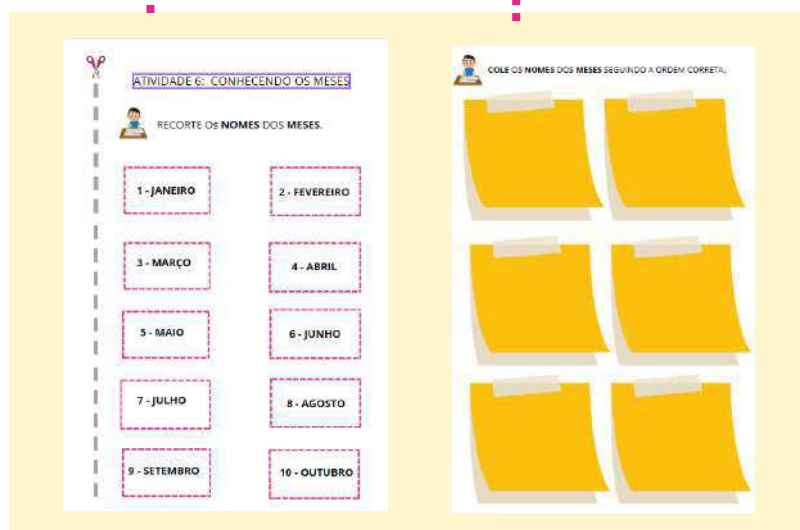 ATIVIDADE 6: CONHECENDO OS MESES
RECORTE OS NOMES DOS MESES.
1 - JANEIRO
2 - FEVEREIRO
3 - MARÇO
4 - ABRIL
5 - MAIO
6 - JUNHO
7 - JULHO
8 - AGOSTO
9 - SETEMBRO
10 - OUTUBRO
COLE OS NOMES DOS MESES SEGUINDO A ORDEM CORRETA.